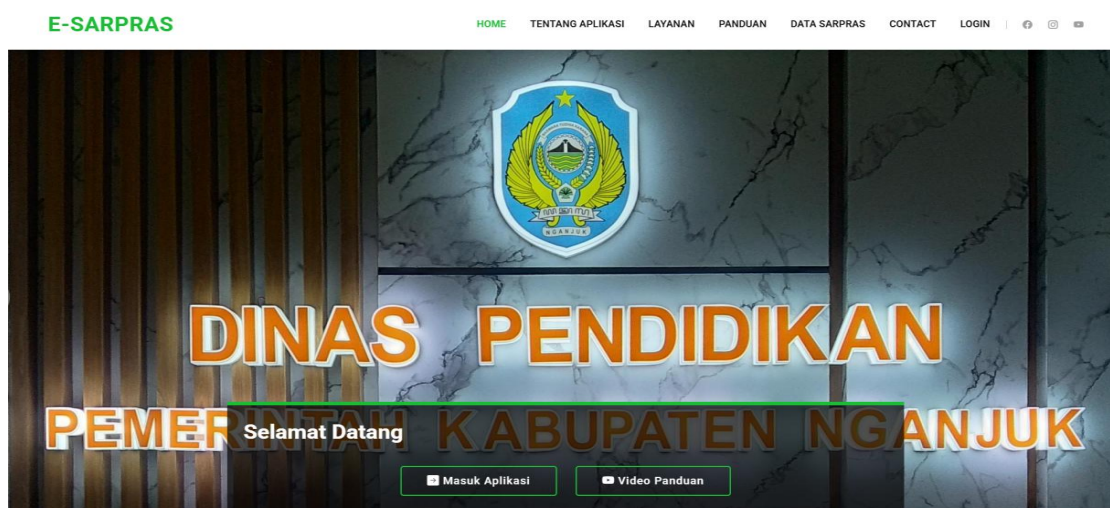 E-SARPRAS
HOME TENTANG APLIKASI LAYANAN PANDUAN DATA SARPRAS CONTACT LOGIN
NGANJUK
DINAS PENDIDIKAN
PEMERINTAH KABUPATEN NGANJUK
Selamat Datang
Masuk Aplikasi Video Panduan